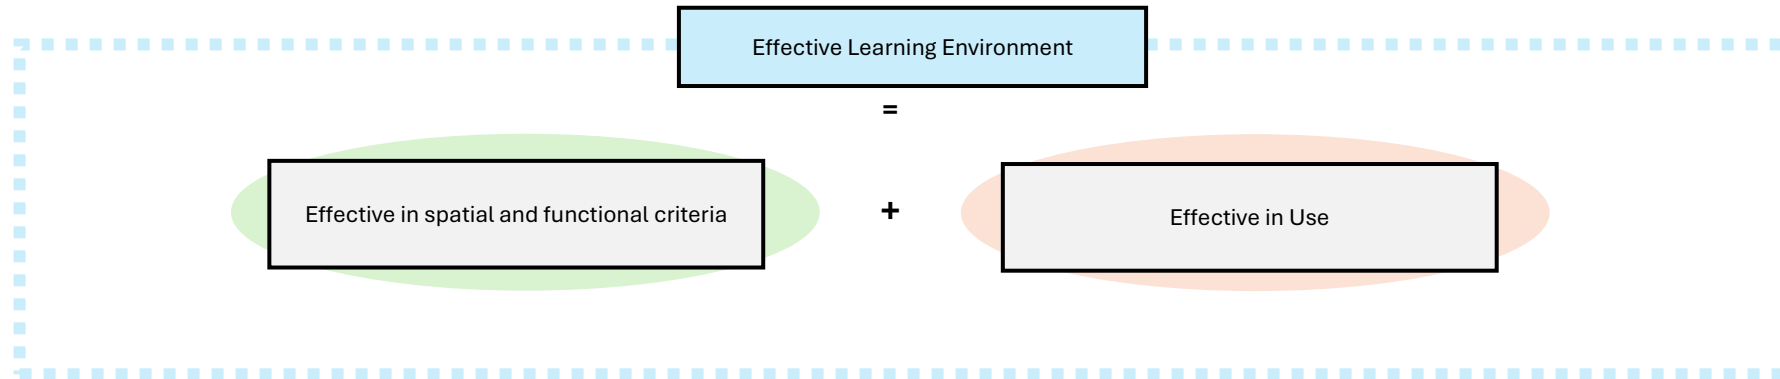 Effective Learning Environment
=
Effective in spatial and functional criteria
+
Effective in Use